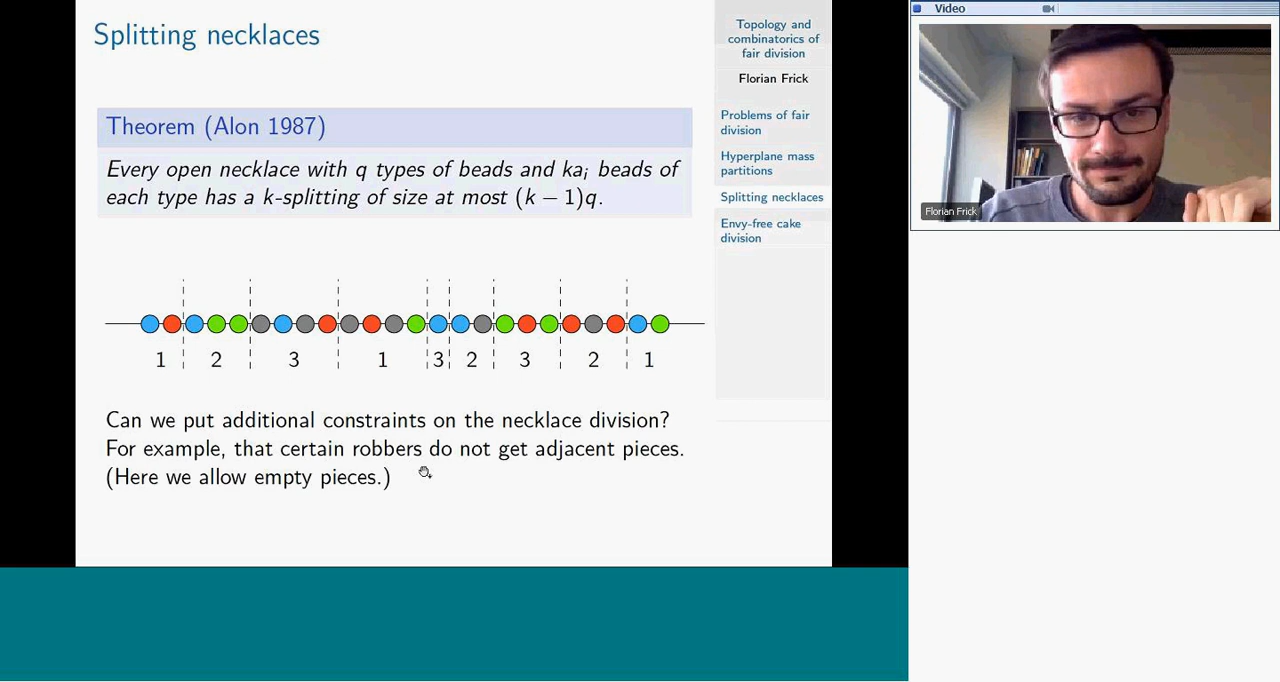 Splitting necklaces
Theorem (Alon 1987)
Every open necklace with q types of beads and kaᵢ beads of
each type has a k-splitting of size at most (k − 1)q.
1 2 3 1 3 2 3 2 1
Can we put additional constraints on the necklace division?
For example, that certain robbers do not get adjacent pieces.
(Here we allow empty pieces.)
Topology and
combinatorics of
fair division
Florian Frick
Problems of fair
division
Hyperplane mass
partitions
Splitting necklaces
Envy-free cake
division
Video
Florian Frick